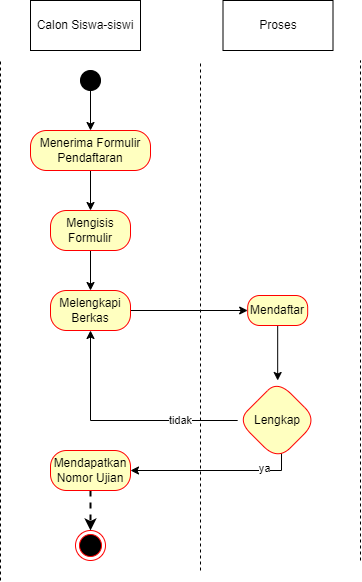 Calon Siswa-siswi
Proses
Menerima Formulir
Pendaftaran
Mengisis
Formulir
Melengkapi
Berkas
Mendaftar
Lengkap
tidak
ya
Mendapatkan
Nomor Ujian